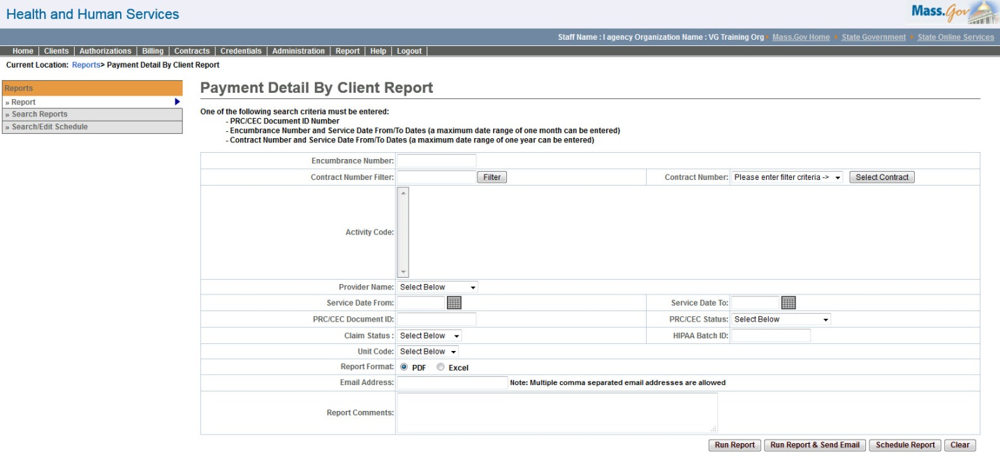 Health and Human Services
Mass.Gov
Staff Name : I agency Organization Name : VG Training Org Mass.Gov Home State Government State Online Services
Home Clients Authorizations Billing Contracts Credentials Administration Report Help Logout
Current Location: Reports> Payment Detail By Client Report
Reports
» Report
» Search Reports
» Search/Edit Schedule
Payment Detail By Client Report
One of the following search criteria must be entered:
- PRC/CEC Document ID Number
- Encumbrance Number and Service Date From/To Dates (a maximum date range of one month can be entered)
- Contract Number and Service Date From/To Dates (a maximum date range of one year can be entered)
Encumbrance Number:
Contract Number Filter: Filter Contract Number: Please enter filter criteria -> Select Contract
Activity Code:
Provider Name: Select Below
Service Date From: Service Date To:
PRC/CEC Document ID: PRC/CEC Status: Select Below
Claim Status : Select Below HIPAA Batch ID:
Unit Code: Select Below
Report Format: PDF Excel
Email Address: Note: Multiple comma separated email addresses are allowed
Report Comments:
Run Report Run Report & Send Email Schedule Report Clear